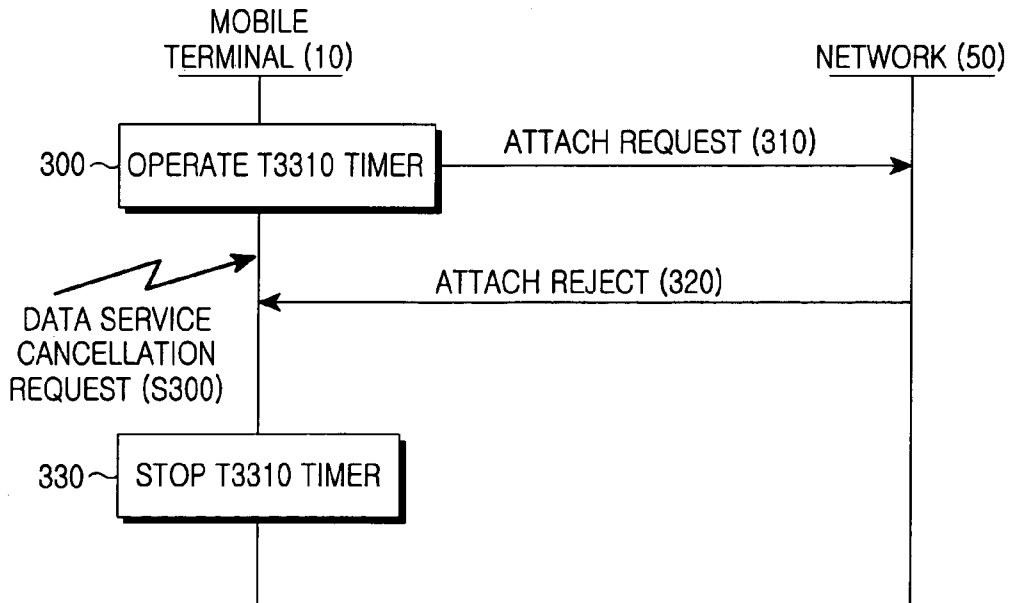 MOBILE
TERMINAL (10)
NETWORK (50)
300
OPERATE T3310 TIMER
ATTACH REQUEST (310)
ATTACH REJECT (320)
DATA SERVICE
CANCELLATION
REQUEST (S300)
330
STOP T3310 TIMER